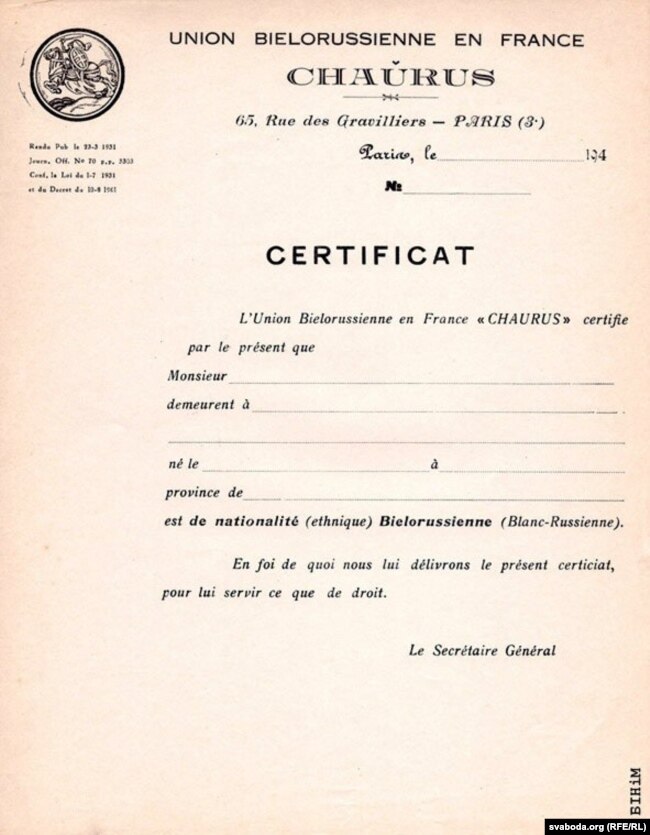 UNION BIELORUSSIENNE EN FRANCE
CHAŬRUS
65, Rue des Gravilliers — PARIS (3e)
Rendu Pub le 23-3 1931
Journ. Off. No 70 p.p. 3303
Conf. la Loi du 1-7 1931
et du Decret du 10-8 1901
Paris, le 194
No
CERTIFICAT
L'Union Bielorussienne en France «CHAURUS» certifie
par le présent que
Monsieur
demeurent à
né le à
province de
est de nationalité (ethnique) Bielorussienne (Blanc-Russienne).
En foi de quoi nous lui délivrons le présent certiciat,
pour lui servir ce que de droit.
Le Secrétaire Général
БІНІМ
svaboda.org (RFE/RL)